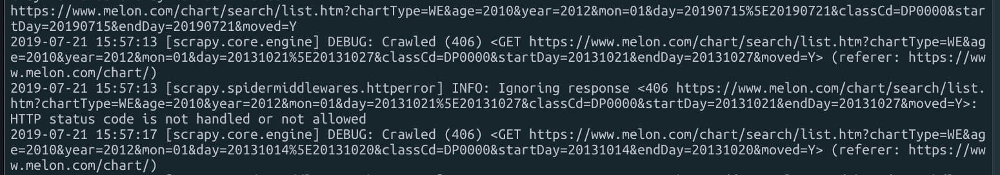 https://www.melon.com/chart/search/list.htm?chartType=WE&age=2010&year=2012&mon=01&day=20190715%5E20190721&classCd=DP0000&star
tDay=20190715&endDay=20190721&moved=Y
2019-07-21 15:57:13 [scrapy.core.engine] DEBUG: Crawled (406) <GET https://www.melon.com/chart/search/list.htm?chartType=WE&ag
e=2010&year=2012&mon=01&day=20131021%5E20131027&classCd=DP0000&startDay=20131021&endDay=20131027&moved=Y> (referer: https://ww
w.melon.com/chart/)
2019-07-21 15:57:13 [scrapy.spidermiddlewares.httperror] INFO: Ignoring response <406 https://www.melon.com/chart/search/list.
htm?chartType=WE&age=2010&year=2012&mon=01&day=20131021%5E20131027&classCd=DP0000&startDay=20131021&endDay=20131027&moved=Y>:
HTTP status code is not handled or not allowed
2019-07-21 15:57:17 [scrapy.core.engine] DEBUG: Crawled (406) <GET https://www.melon.com/chart/search/list.htm?chartType=WE&ag
e=2010&year=2012&mon=01&day=20131014%5E20131020&classCd=DP0000&startDay=20131014&endDay=20131020&moved=Y> (referer: https://ww
w.melon.com/chart/)